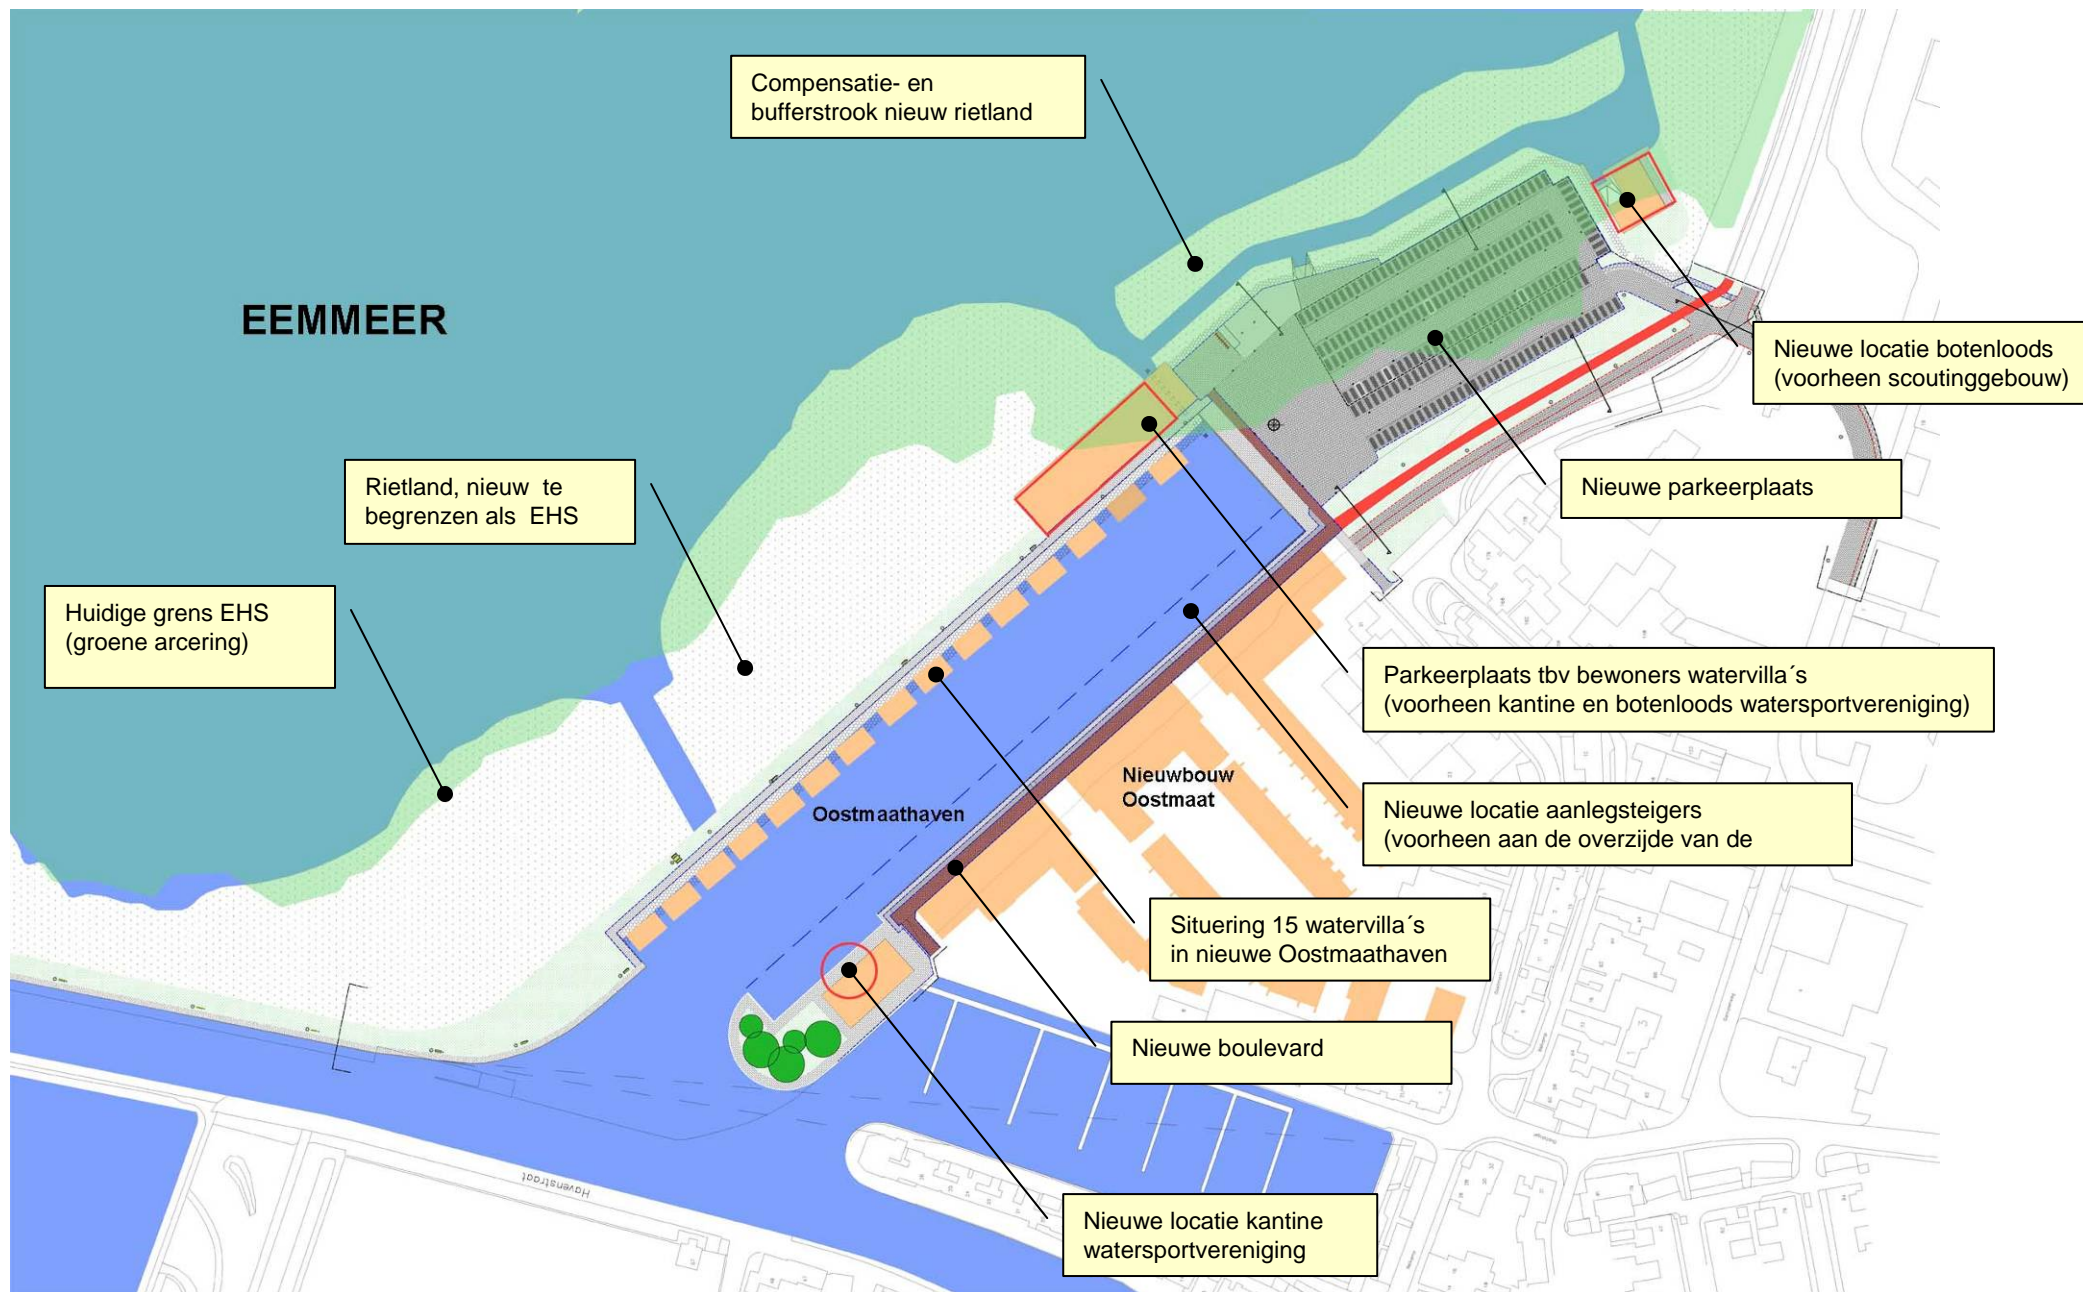 Compensatie- en
bufferstrook nieuw rietland
EEMMEER
Nieuwe locatie botenloods
(voorheen scoutinggebouw)
Rietland, nieuw te
begrenzen als EHS
Nieuwe parkeerplaats
Huidige grens EHS
(groene arcering)
Parkeerplaats tbv bewoners watervilla´s
(voorheen kantine en botenloods watersportvereniging)
Nieuwbouw
Oostmaat
Oostmaathaven
Nieuwe locatie aanlegsteigers
(voorheen aan de overzijde van de
Situering 15 watervilla´s
in nieuwe Oostmaathaven
Nieuwe boulevard
Havenstraat
Nieuwe locatie kantine
watersportvereniging